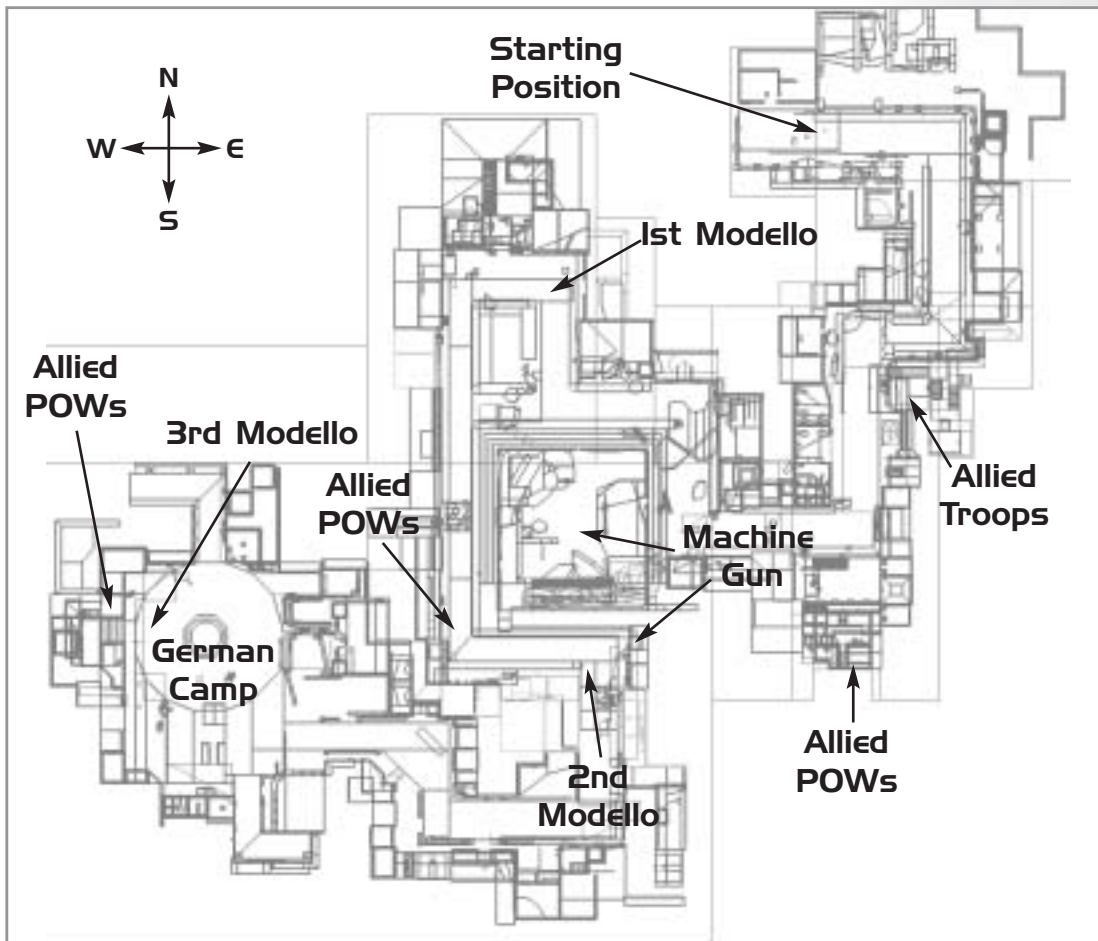 Starting
Position
N
W
E
S
1st Modello
Allied
POWs
3rd Modello
Allied
POWs
Allied
Troops
Machine
Gun
German
Camp
2nd
Modello
Allied
POWs